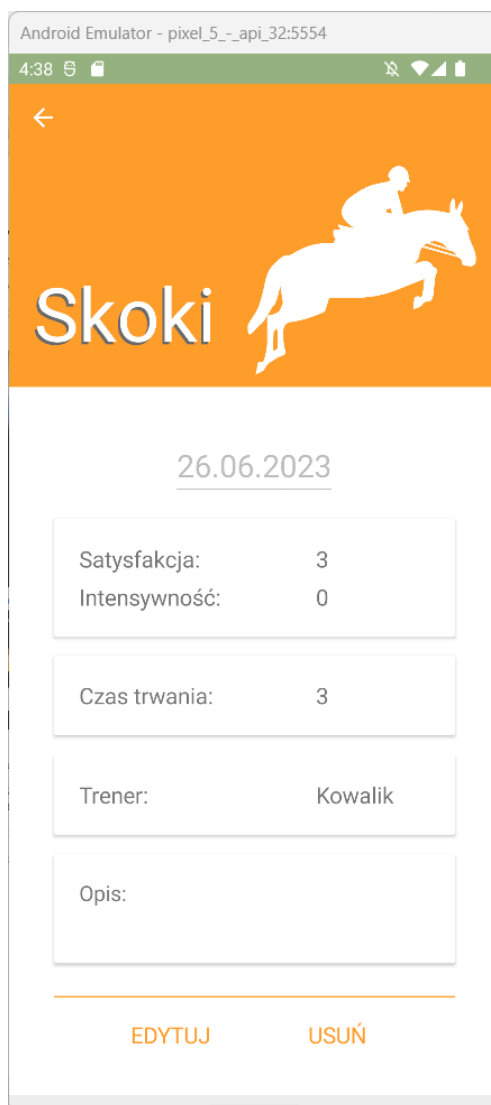 Android Emulator - pixel_5_-_api_32:5554
4:38
Skoki
26.06.2023
Satysfakcja: 3
Intensywność: 0
Czas trwania: 3
Trener: Kowalik
Opis:
EDYTUJ USUŃ